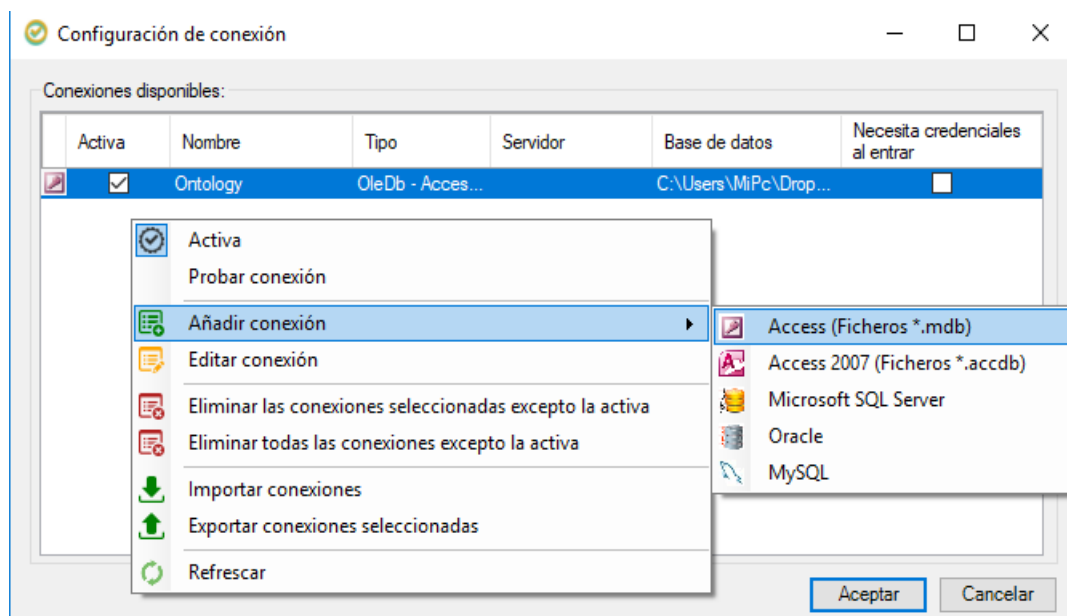 Configuración de conexión
Conexiones disponibles:
Activa Nombre Tipo Servidor Base de datos Necesita credenciales
al entrar
Ontology OleDb - Acces... C:\Users\MiPc\Drop...
Activa
Probar conexión
Añadir conexión
Editar conexión
Eliminar las conexiones seleccionadas excepto la activa
Eliminar todas las conexiones excepto la activa
Importar conexiones
Exportar conexiones seleccionadas
Refrescar
Access (Ficheros *.mdb)
Access 2007 (Ficheros *.accdb)
Microsoft SQL Server
Oracle
MySQL
Aceptar Cancelar